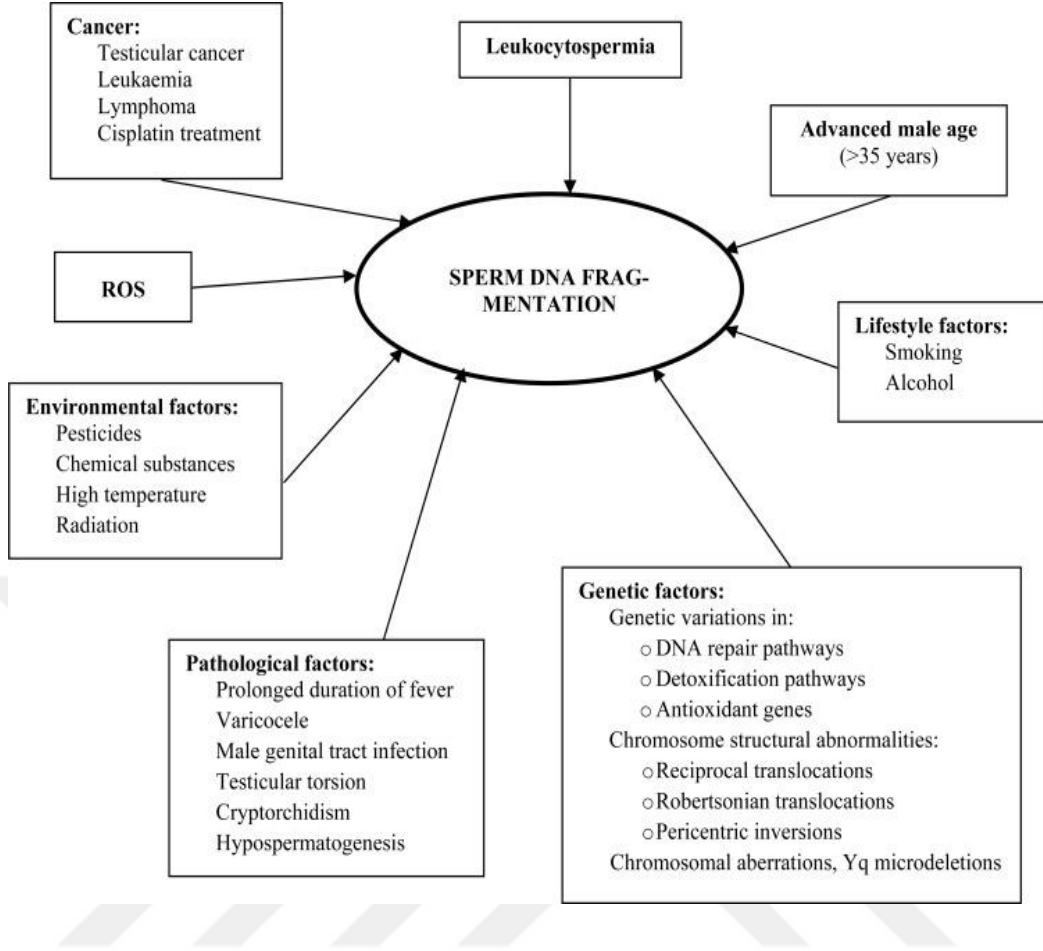 Cancer:
Testicular cancer
Leukaemia
Lymphoma
Cisplatin treatment
Leukocytospermia
Advanced male age
(>35 years)
ROS
SPERM DNA FRAG-
MENTATION
Lifestyle factors:
Smoking
Alcohol
Environmental factors:
Pesticides
Chemical substances
High temperature
Radiation
Pathological factors:
Prolonged duration of fever
Varicocele
Male genital tract infection
Testicular torsion
Cryptorchidism
Hypospermatogenesis
Genetic factors:
Genetic variations in:
○ DNA repair pathways
○ Detoxification pathways
○ Antioxidant genes
Chromosome structural abnormalities:
○ Reciprocal translocations
○ Robertsonian translocations
○ Pericentric inversions
Chromosomal aberrations, Yq microdeletions